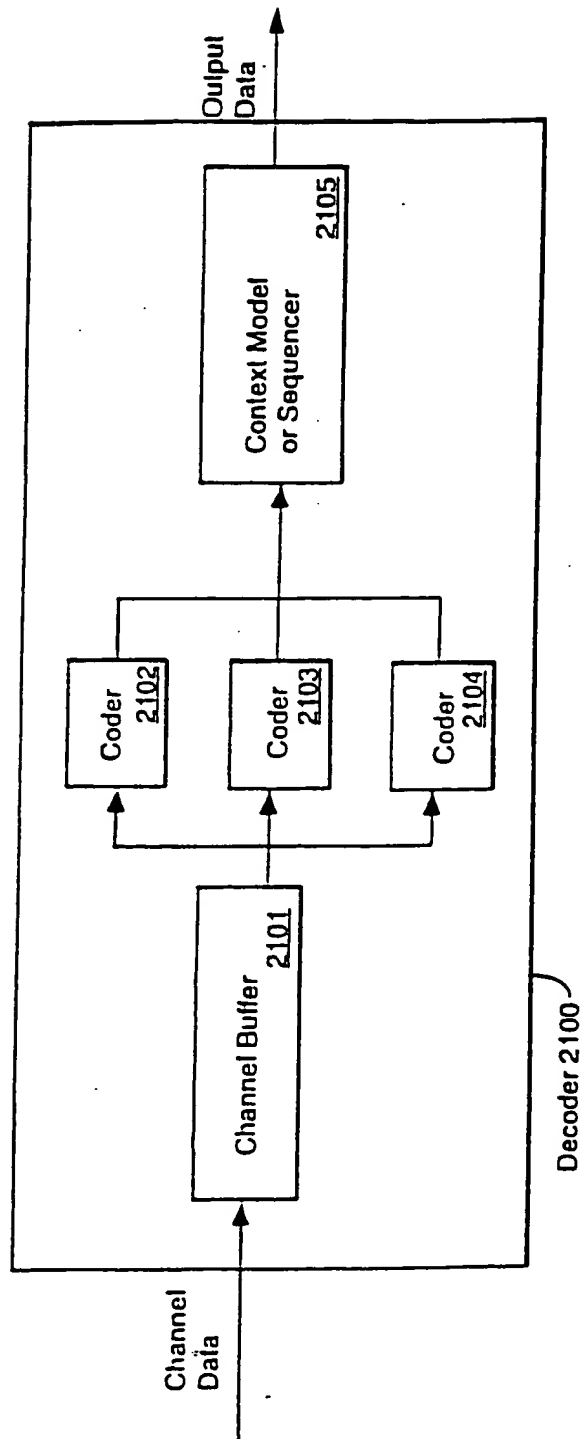 Channel
Data
Channel Buffer
2101
Coder
2102
Coder
2103
Coder
2104
Context Model
or Sequencer
2105
Output
Data
Decoder 2100